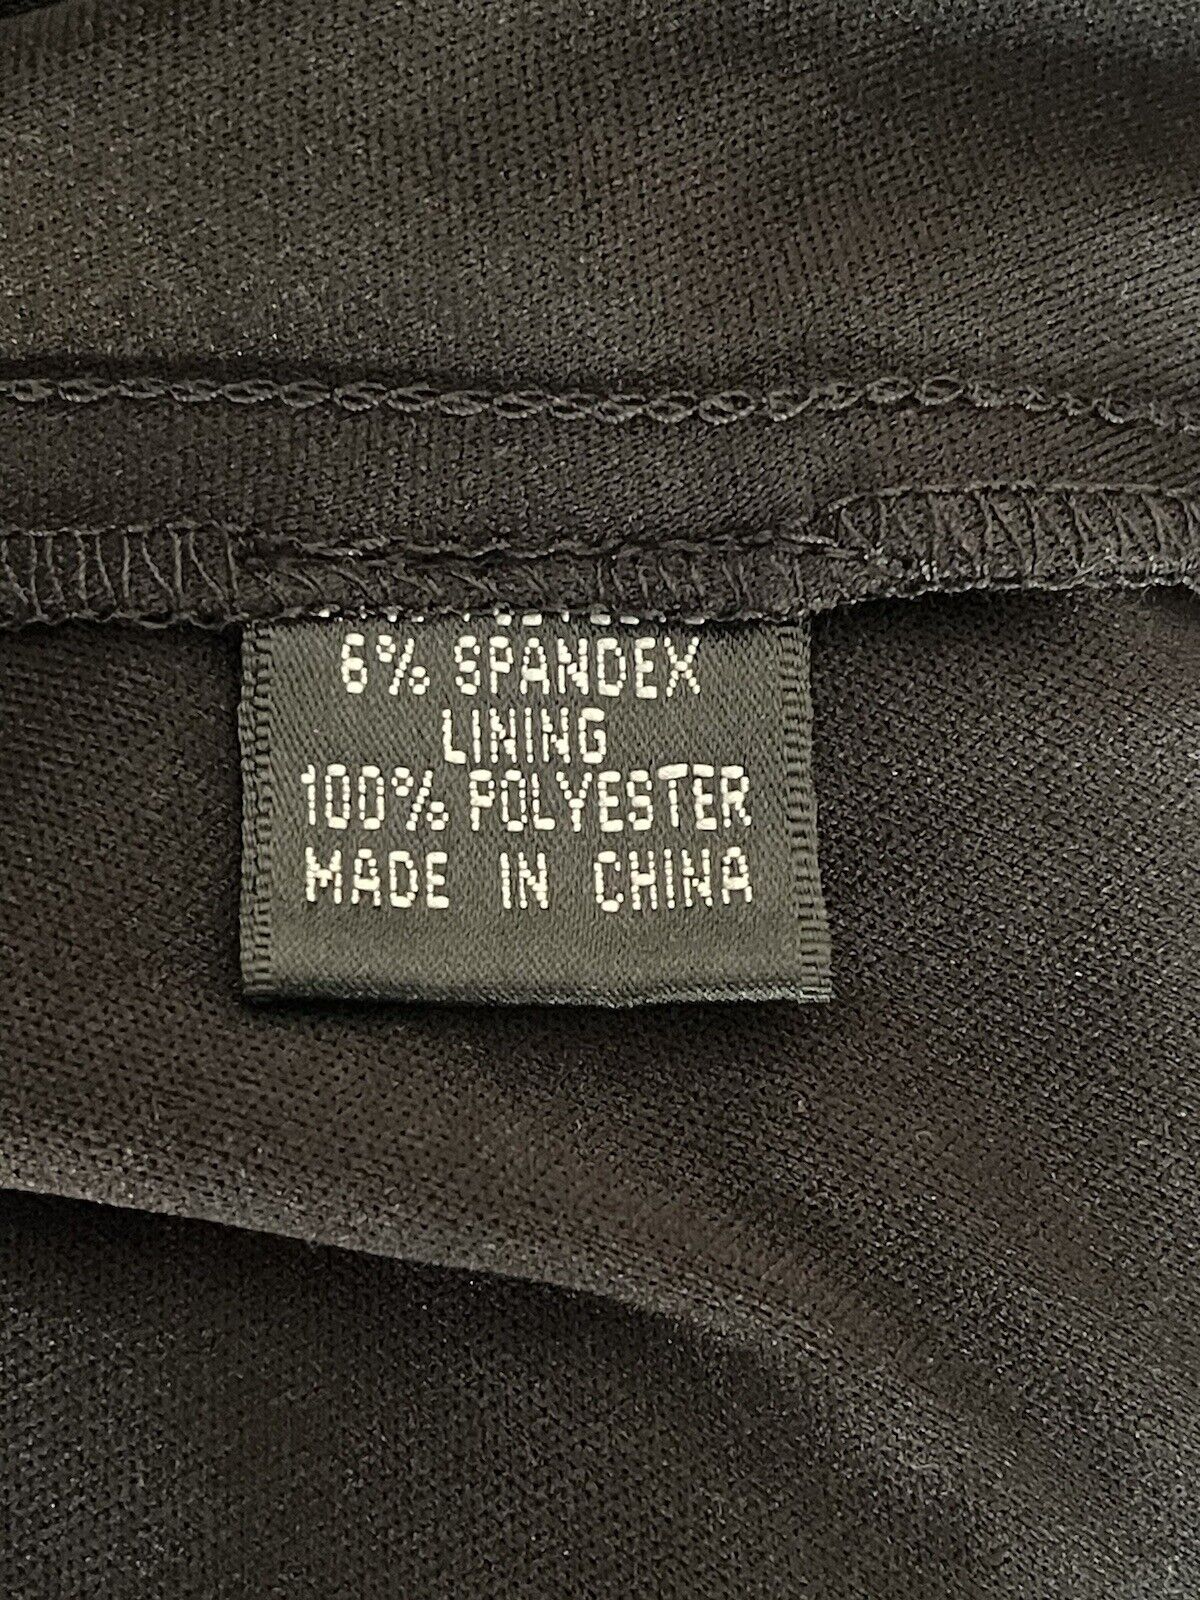 6% SPANDEX
LINING
100% POLYESTER
MADE IN CHINA